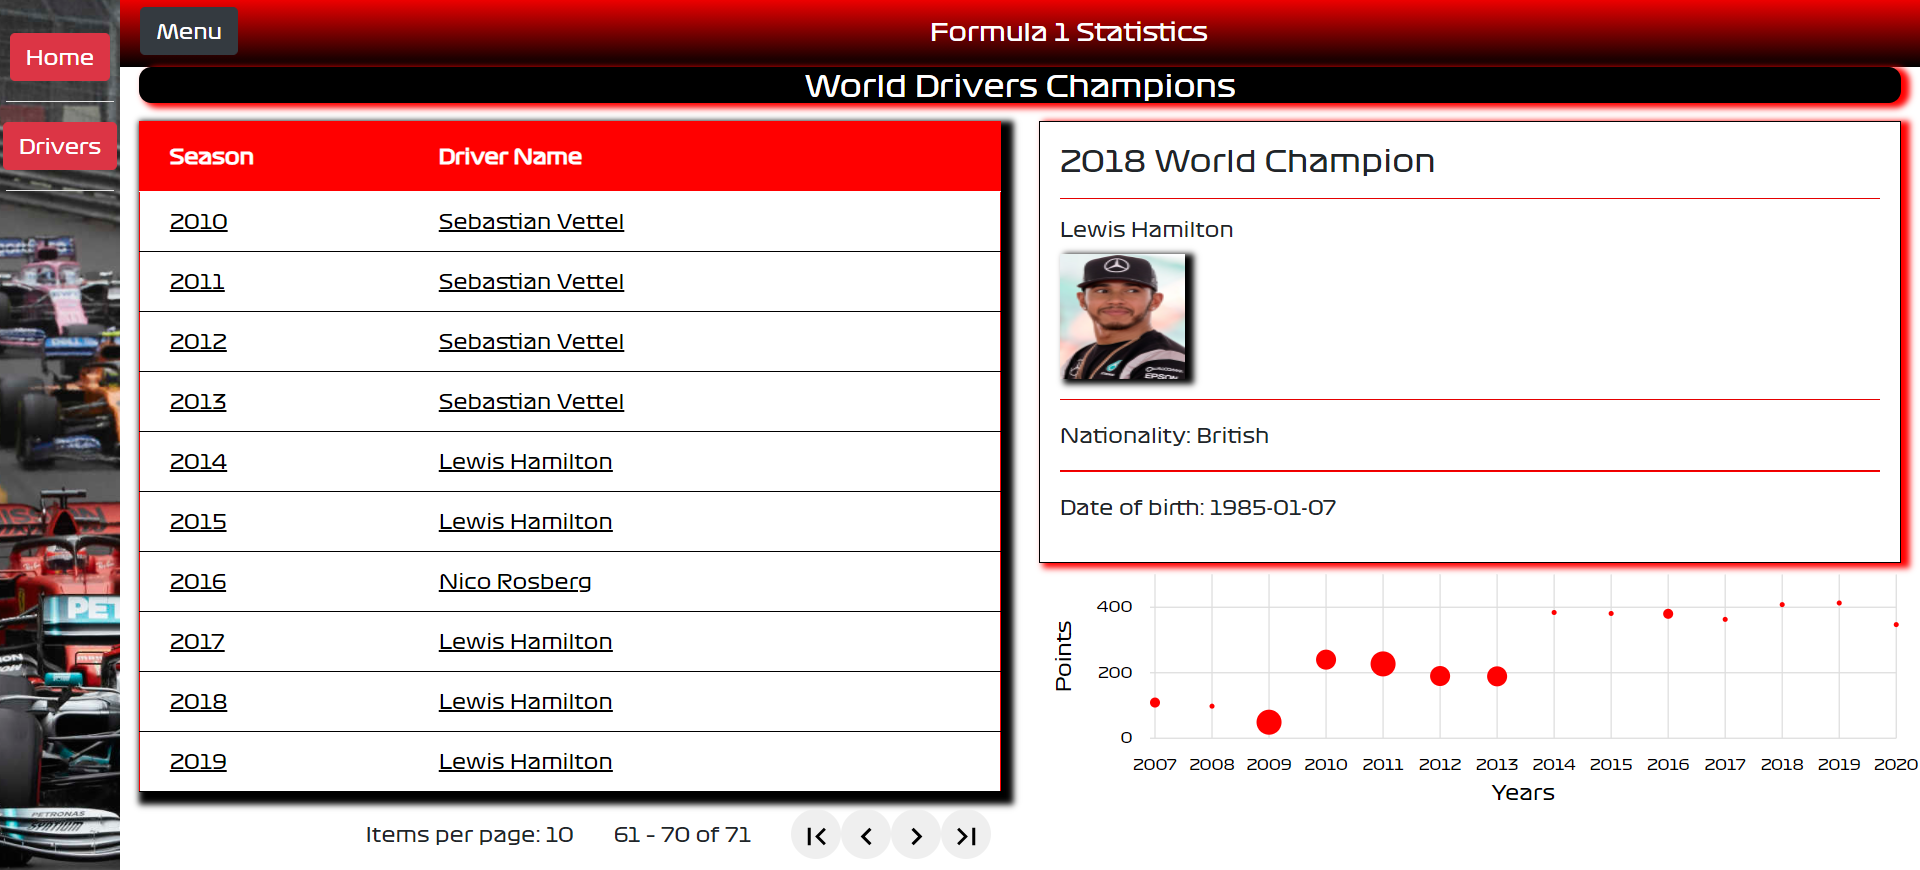 Home
Drivers
Menu
Formula 1 Statistics
World Drivers Champions
Season Driver Name
2010 Sebastian Vettel
2011 Sebastian Vettel
2012 Sebastian Vettel
2013 Sebastian Vettel
2014 Lewis Hamilton
2015 Lewis Hamilton
2016 Nico Rosberg
2017 Lewis Hamilton
2018 Lewis Hamilton
2019 Lewis Hamilton
Items per page: 10 61 - 70 of 71
2018 World Champion
Lewis Hamilton
EPSON
Nationality: British
Date of birth: 1985-01-07
Points
400
200
0
2007 2008 2009 2010 2011 2012 2013 2014 2015 2016 2017 2018 2019 2020
Years
PET
PETRONAS